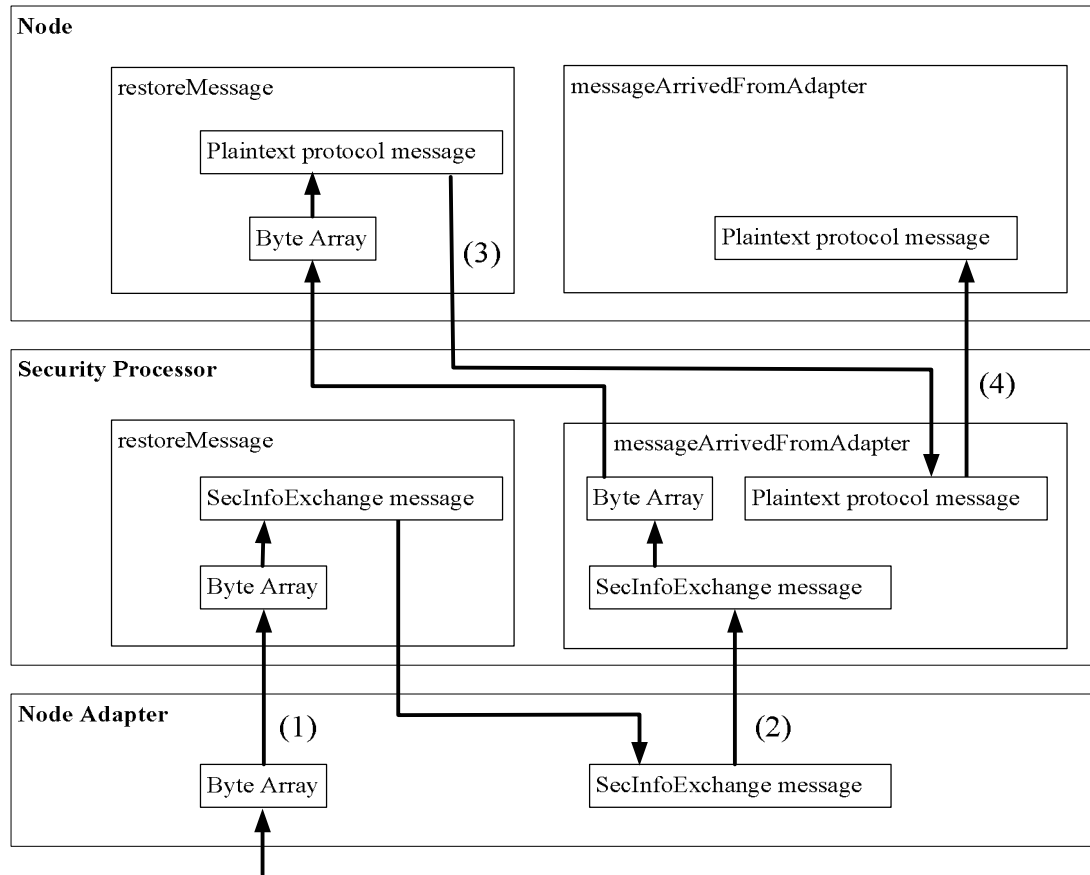 Node
restoreMessage
messageArrivedFromAdapter
Plaintext protocol message
Byte Array
(3)
Plaintext protocol message
Security Processor
(4)
restoreMessage
messageArrivedFromAdapter
SecInfoExchange message
Byte Array
Plaintext protocol message
Byte Array
SecInfoExchange message
Node Adapter
(1)
(2)
Byte Array
SecInfoExchange message